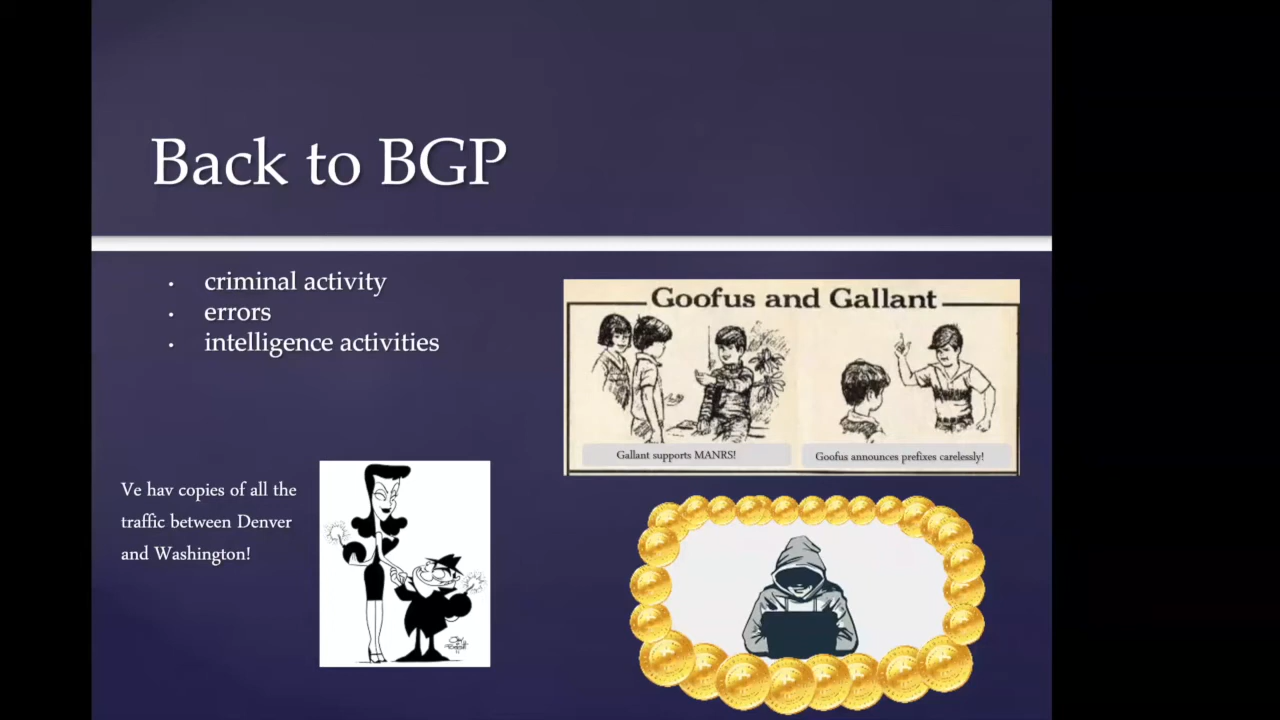 Back to BGP
• criminal activity
• errors
• intelligence activities
Goofus and Gallant
Gallant supports MANRS!
Goofus announces prefixes carelessly!
Ve hav copies of all the
traffic between Denver
and Washington!